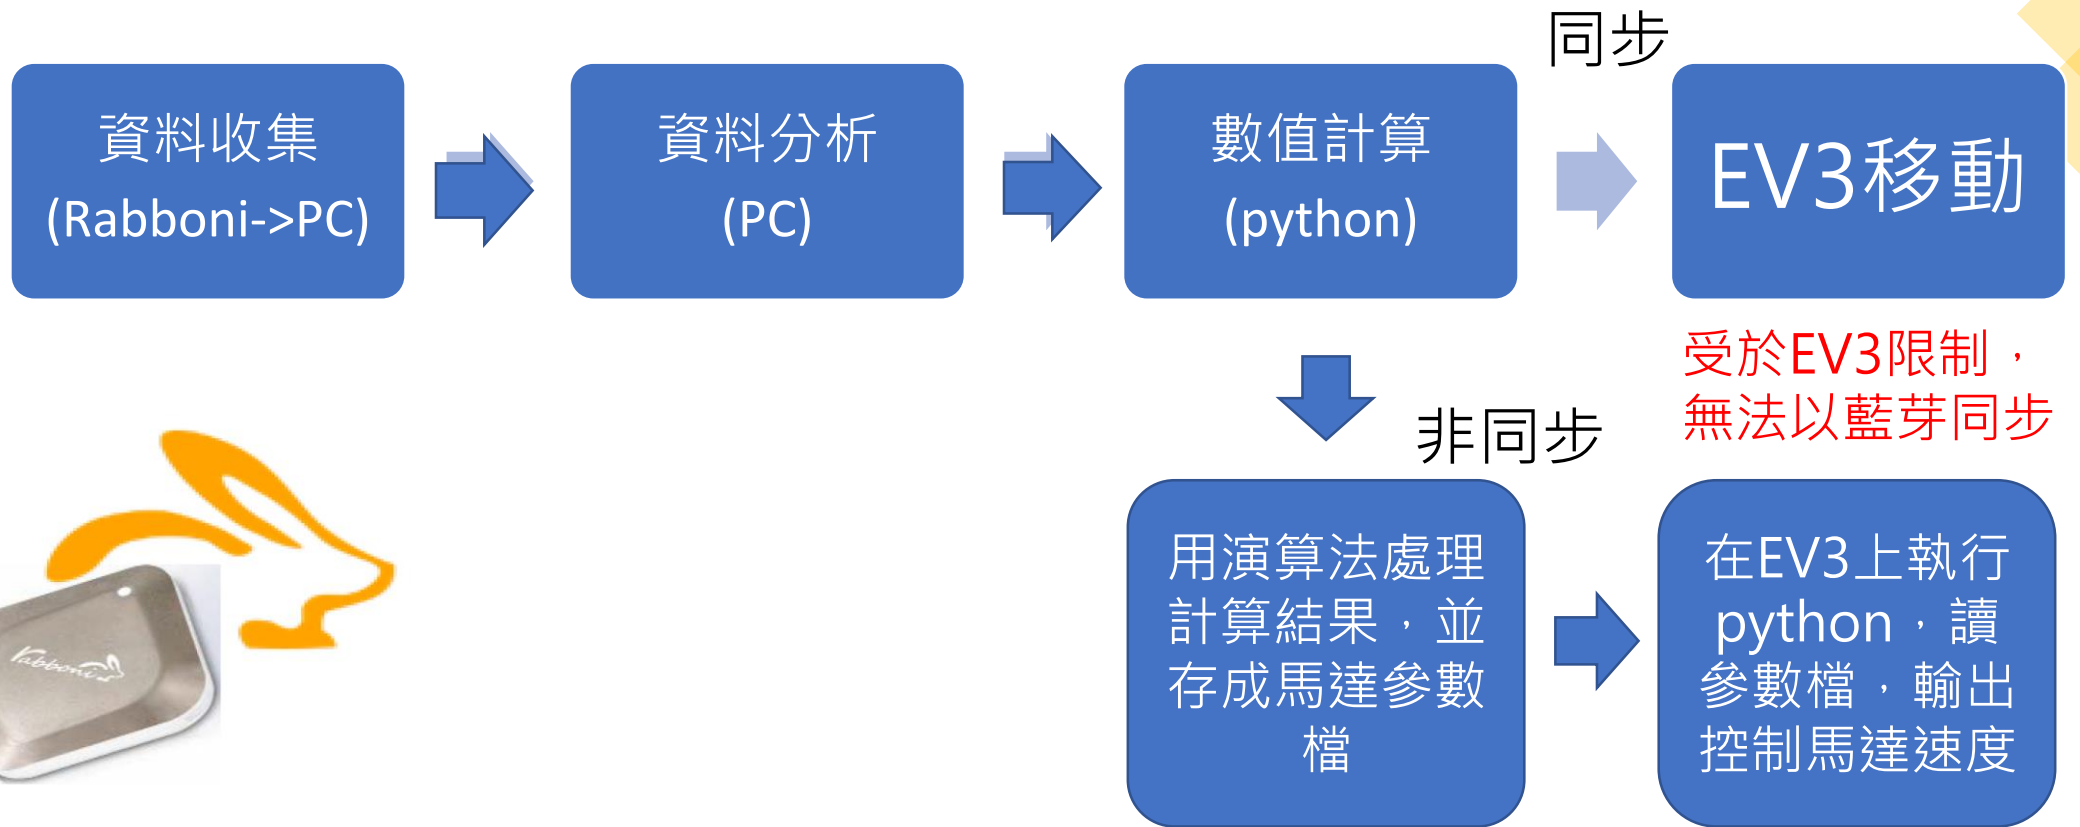 同步
資料收集
(Rabboni->PC)
資料分析
(PC)
數值計算
(python)
EV3移動
受於EV3限制，
無法以藍芽同步
非同步
用演算法處理
計算結果，並
存成馬達參數
檔
在EV3上執行
python，讀
參數檔，輸出
控制馬達速度
rabboni